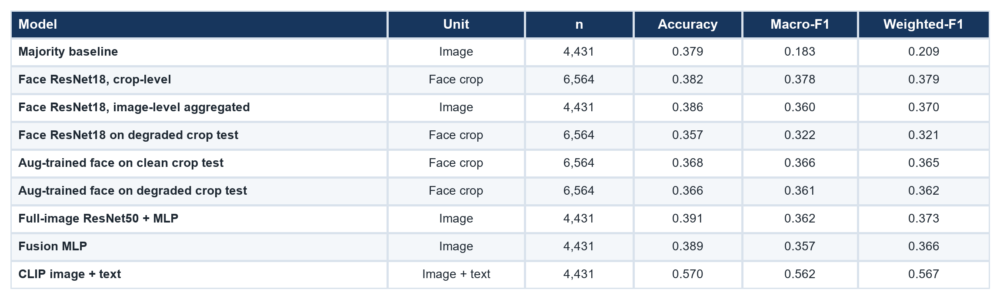 Model Unit n Accuracy Macro-F1 Weighted-F1
Majority baseline Image 4,431 0.379 0.183 0.209
Face ResNet18, crop-level Face crop 6,564 0.382 0.378 0.379
Face ResNet18, image-level aggregated Image 4,431 0.386 0.360 0.370
Face ResNet18 on degraded crop test Face crop 6,564 0.357 0.322 0.321
Aug-trained face on clean crop test Face crop 6,564 0.368 0.366 0.365
Aug-trained face on degraded crop test Face crop 6,564 0.366 0.361 0.362
Full-image ResNet50 + MLP Image 4,431 0.391 0.362 0.373
Fusion MLP Image 4,431 0.389 0.357 0.366
CLIP image + text Image + text 4,431 0.570 0.562 0.567